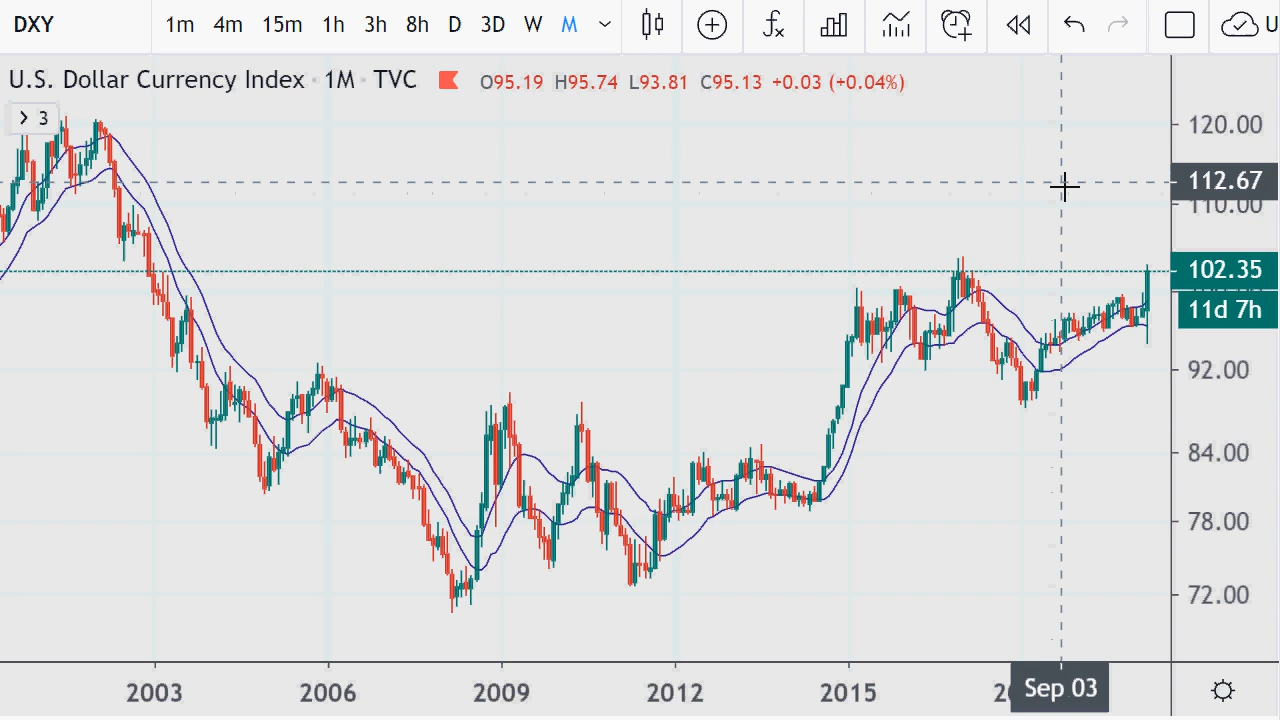 DXY 1m 4m 15m 1h 3h 8h D 3D W M U
U.S. Dollar Currency Index · 1M · TVC O95.19 H95.74 L93.81 C95.13 +0.03 (+0.04%)
3
120.00
112.67
110.00
102.35
11d 7h
92.00
84.00
78.00
72.00
2003 2006 2009 2012 2015 Sep 03